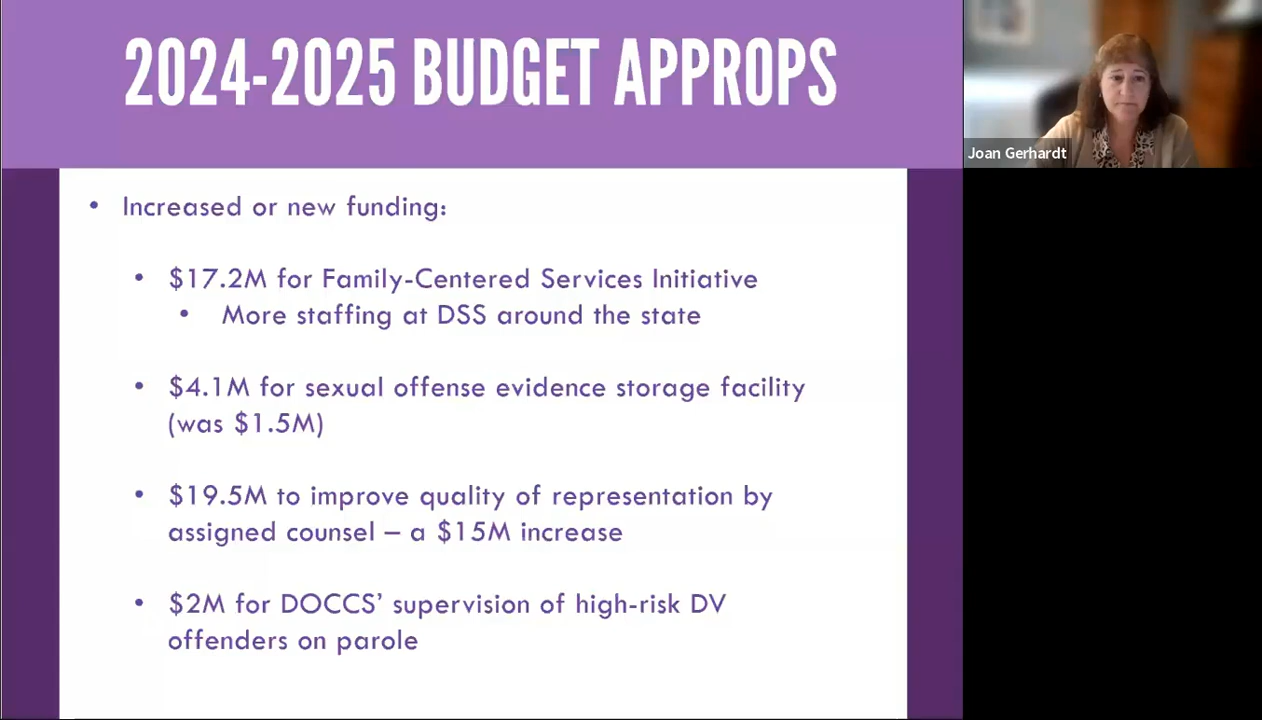 2024-2025 BUDGET APPROPS
Joan Gerhardt
• Increased or new funding:
• $17.2M for Family-Centered Services Initiative
• More staffing at DSS around the state
• $4.1M for sexual offense evidence storage facility
(was $1.5M)
• $19.5M to improve quality of representation by
assigned counsel – a $15M increase
• $2M for DOCCS’ supervision of high-risk DV
offenders on parole